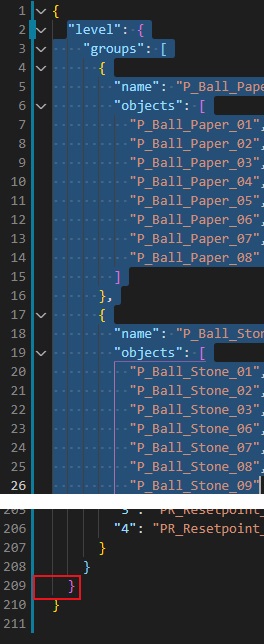 1 {
2 "level": {
3 "groups": [
4 {
5 "name": "P_Ball_Pape
6 "objects": [
7 "P_Ball_Paper_01",
8 "P_Ball_Paper_02",
9 "P_Ball_Paper_03",
10 "P_Ball_Paper_04",
11 "P_Ball_Paper_05",
12 "P_Ball_Paper_06",
13 "P_Ball_Paper_07",
14 "P_Ball_Paper_08"
15 ]
16 },
17 {
18 "name": "P_Ball_Ston
19 "objects": [
20 "P_Ball_Stone_01",
21 "P_Ball_Stone_02",
22 "P_Ball_Stone_03",
23 "P_Ball_Stone_06",
24 "P_Ball_Stone_07",
25 "P_Ball_Stone_08",
26 "P_Ball_Stone_09"
205 "3": "PR_Resetpoint_
206 "4": "PR_Resetpoint_
207 }
208 }
209 }
210 }
211